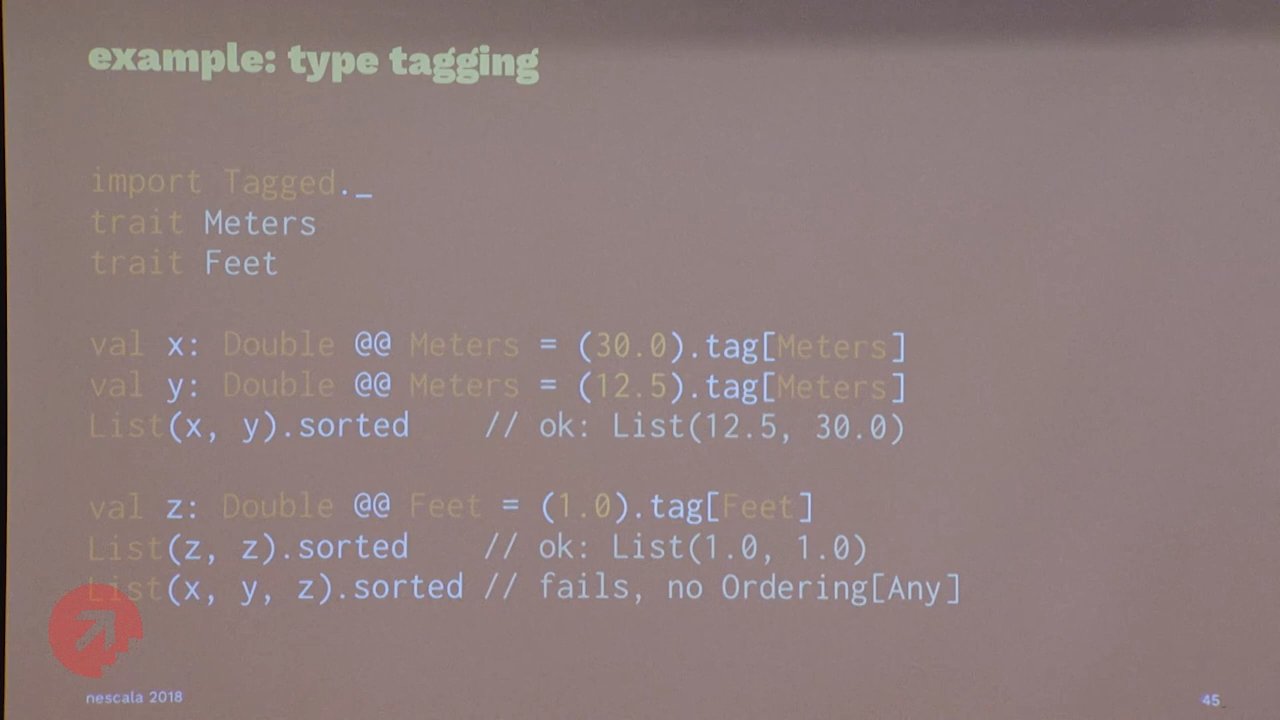 example: type tagging
import Tagged._
trait Meters
trait Feet
val x: Double @@ Meters = (30.0).tag[Meters]
val y: Double @@ Meters = (12.5).tag[Meters]
List(x, y).sorted // ok: List(12.5, 30.0)
val z: Double @@ Feet = (1.0).tag[Feet]
List(z, z).sorted // ok: List(1.0, 1.0)
List(x, y, z).sorted // fails, no Ordering[Any]
nescala 2018
45